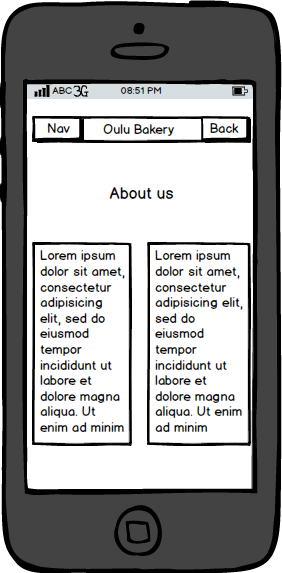 ABC 3G 08:51 PM
Nav Oulu Bakery Back
About us
Lorem ipsum
dolor sit amet,
consectetur
adipisicing
elit, sed do
eiusmod
tempor
incididunt ut
labore et
dolore magna
aliqua. Ut
enim ad minim
Lorem ipsum
dolor sit amet,
consectetur
adipisicing elit,
sed do
eiusmod
tempor
incididunt ut
labore et
dolore magna
aliqua. Ut enim
ad minim